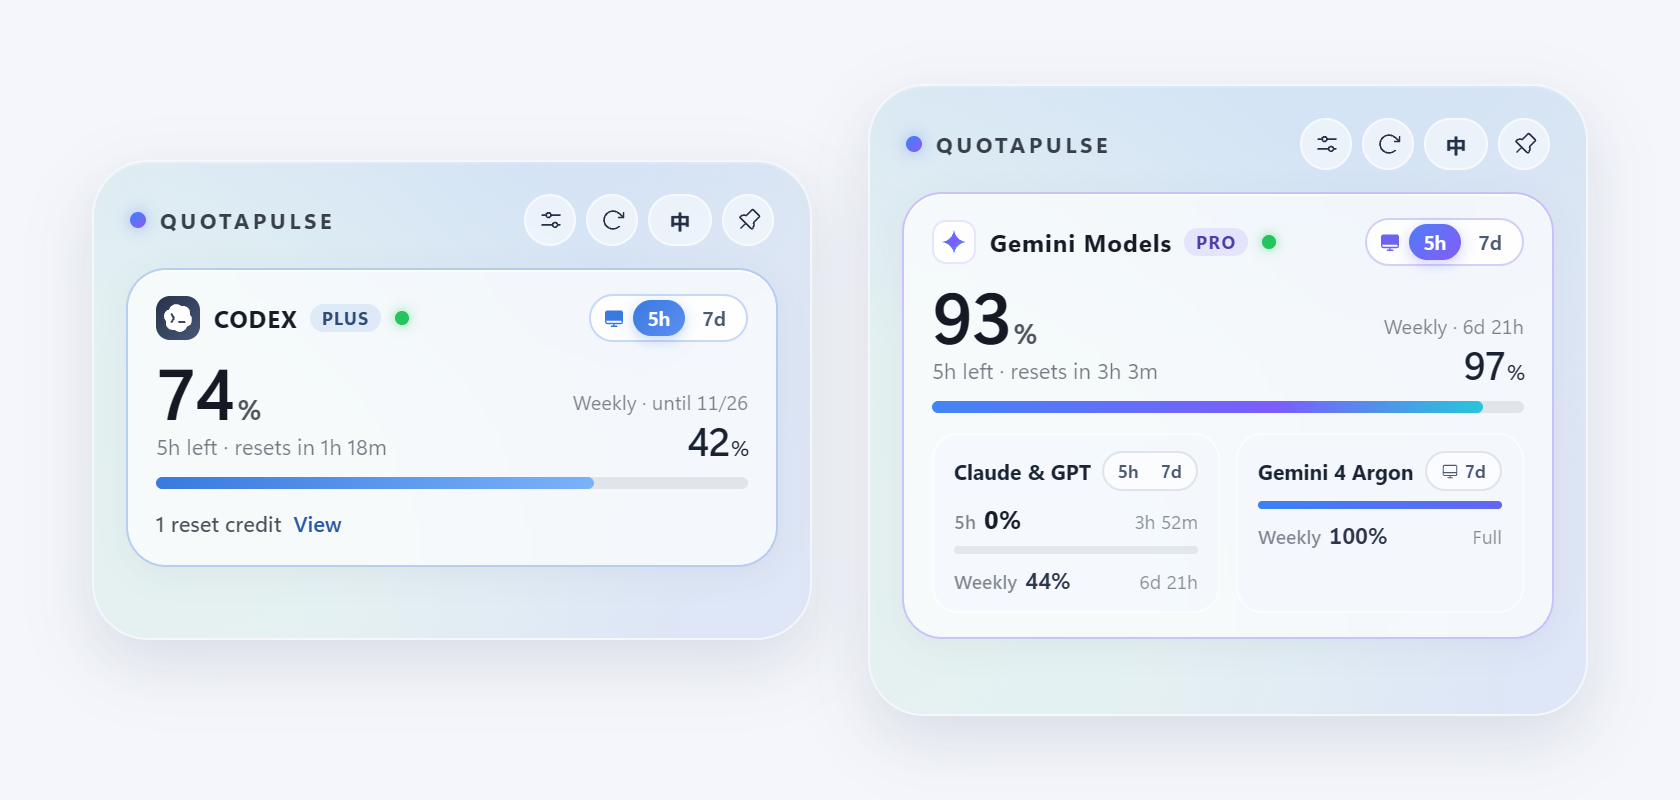 QUOTAPULSE
中
CODEX PLUS 5h 7d
74%
Weekly · until 11/26
5h left · resets in 1h 18m
42%
1 reset credit View
QUOTAPULSE
中
Gemini Models PRO 5h 7d
93%
Weekly · 6d 21h
5h left · resets in 3h 3m
97%
Claude & GPT 5h 7d
5h 0% 3h 52m
Weekly 44% 6d 21h
Gemini 4 Argon 7d
Weekly 100% Full